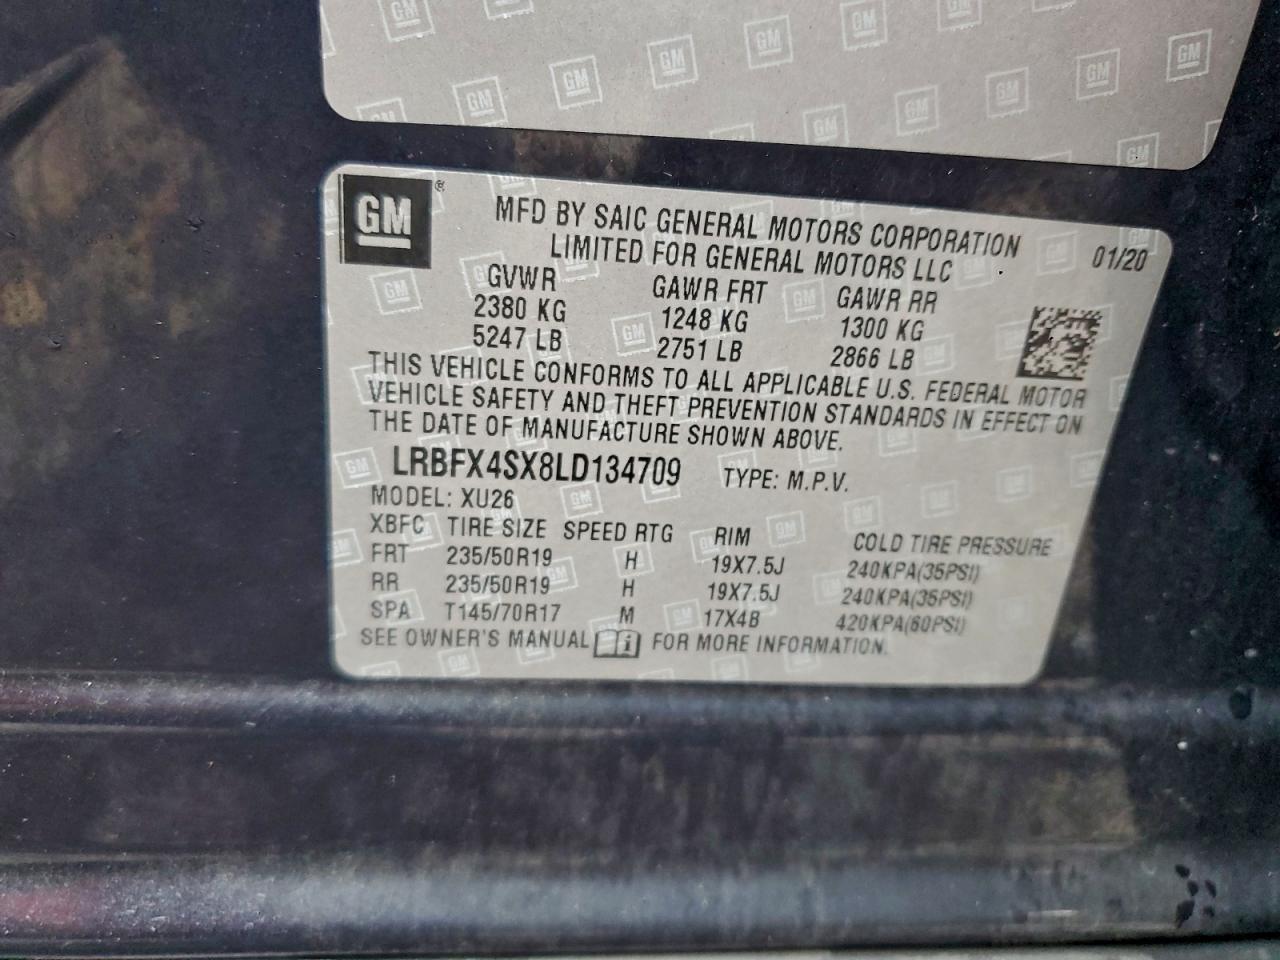 GM ®
MFD BY SAIC GENERAL MOTORS CORPORATION
LIMITED FOR GENERAL MOTORS LLC
01/20
GVWR GAWR FRT GAWR RR
2380 KG 1248 KG 1300 KG
5247 LB 2751 LB 2866 LB
THIS VEHICLE CONFORMS TO ALL APPLICABLE U.S. FEDERAL MOTOR
VEHICLE SAFETY AND THEFT PREVENTION STANDARDS IN EFFECT ON
THE DATE OF MANUFACTURE SHOWN ABOVE.
LRBFX4SX8LD134709 TYPE: M.P.V.
MODEL: XU26
XBFC TIRE SIZE SPEED RTG RIM COLD TIRE PRESSURE
FRT 235/50R19 H 19X7.5J 240KPA(35PSI)
RR 235/50R19 H 19X7.5J 240KPA(35PSI)
SPA T145/70R17 M 17X4B 420KPA(60PSI)
SEE OWNER'S MANUAL i FOR MORE INFORMATION.